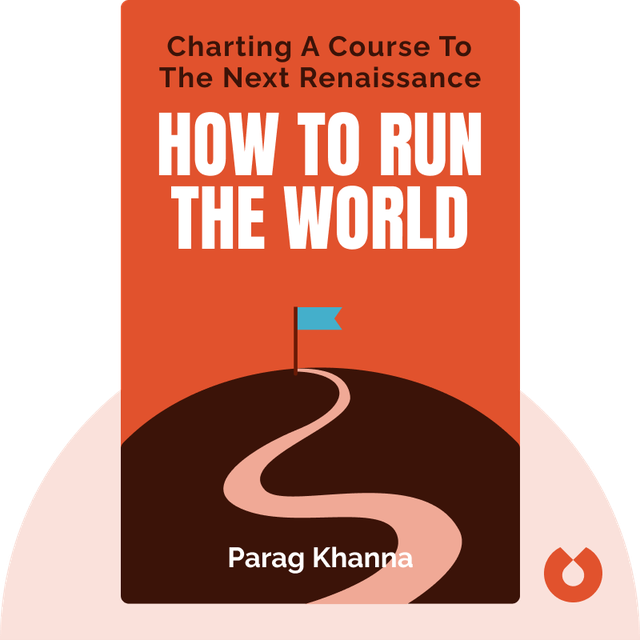 Charting A Course To
The Next Renaissance
HOW TO RUN
THE WORLD
Parag Khanna